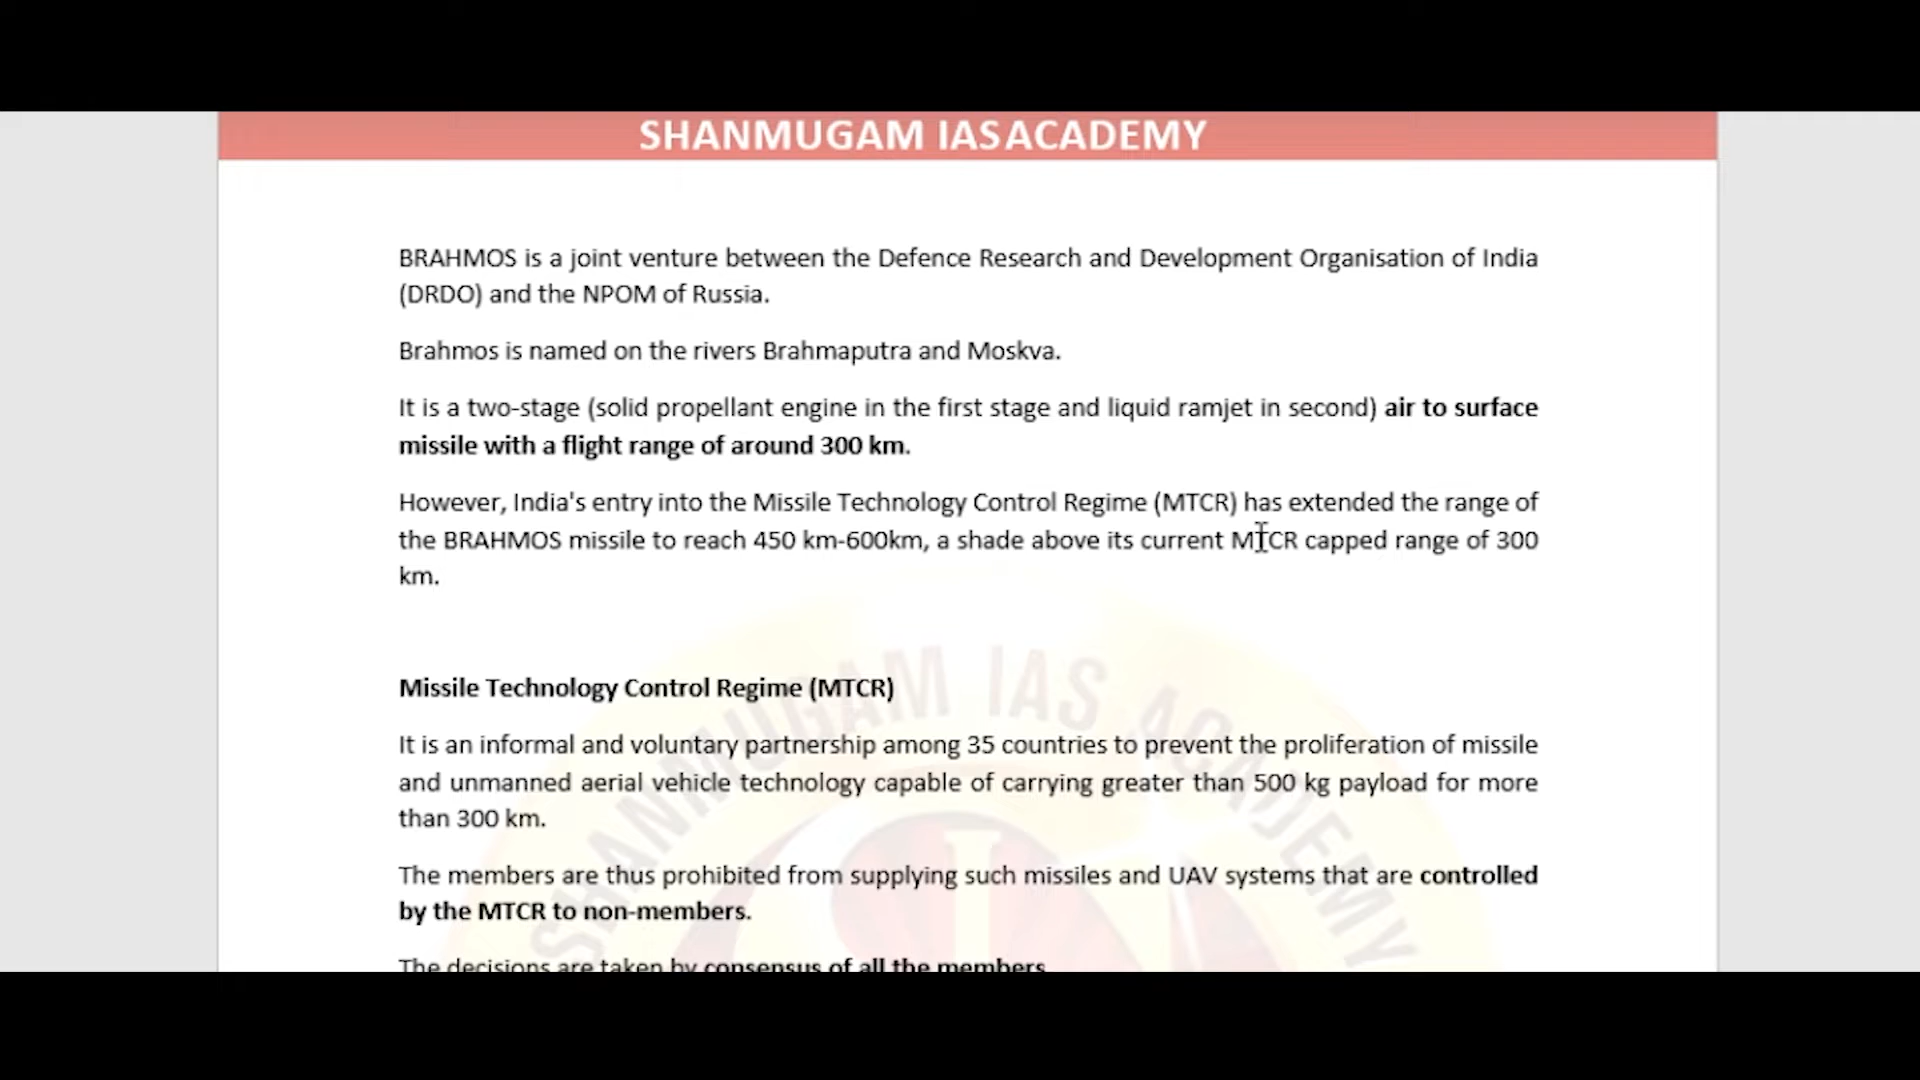 SHANMUGAM IAS ACADEMY
BRAHMOS is a joint venture between the Defence Research and Development Organisation of India
(DRDO) and the NPOM of Russia.
Brahmos is named on the rivers Brahmaputra and Moskva.
It is a two-stage (solid propellant engine in the first stage and liquid ramjet in second) air to surface
missile with a flight range of around 300 km.
However, India's entry into the Missile Technology Control Regime (MTCR) has extended the range of
the BRAHMOS missile to reach 450 km-600km, a shade above its current MTCR capped range of 300
km.
Missile Technology Control Regime (MTCR)
It is an informal and voluntary partnership among 35 countries to prevent the proliferation of missile
and unmanned aerial vehicle technology capable of carrying greater than 500 kg payload for more
than 300 km.
The members are thus prohibited from supplying such missiles and UAV systems that are controlled
by the MTCR to non-members.
The decisions are taken by consensus of all the members
SHANMUGAM IAS ACADEMY